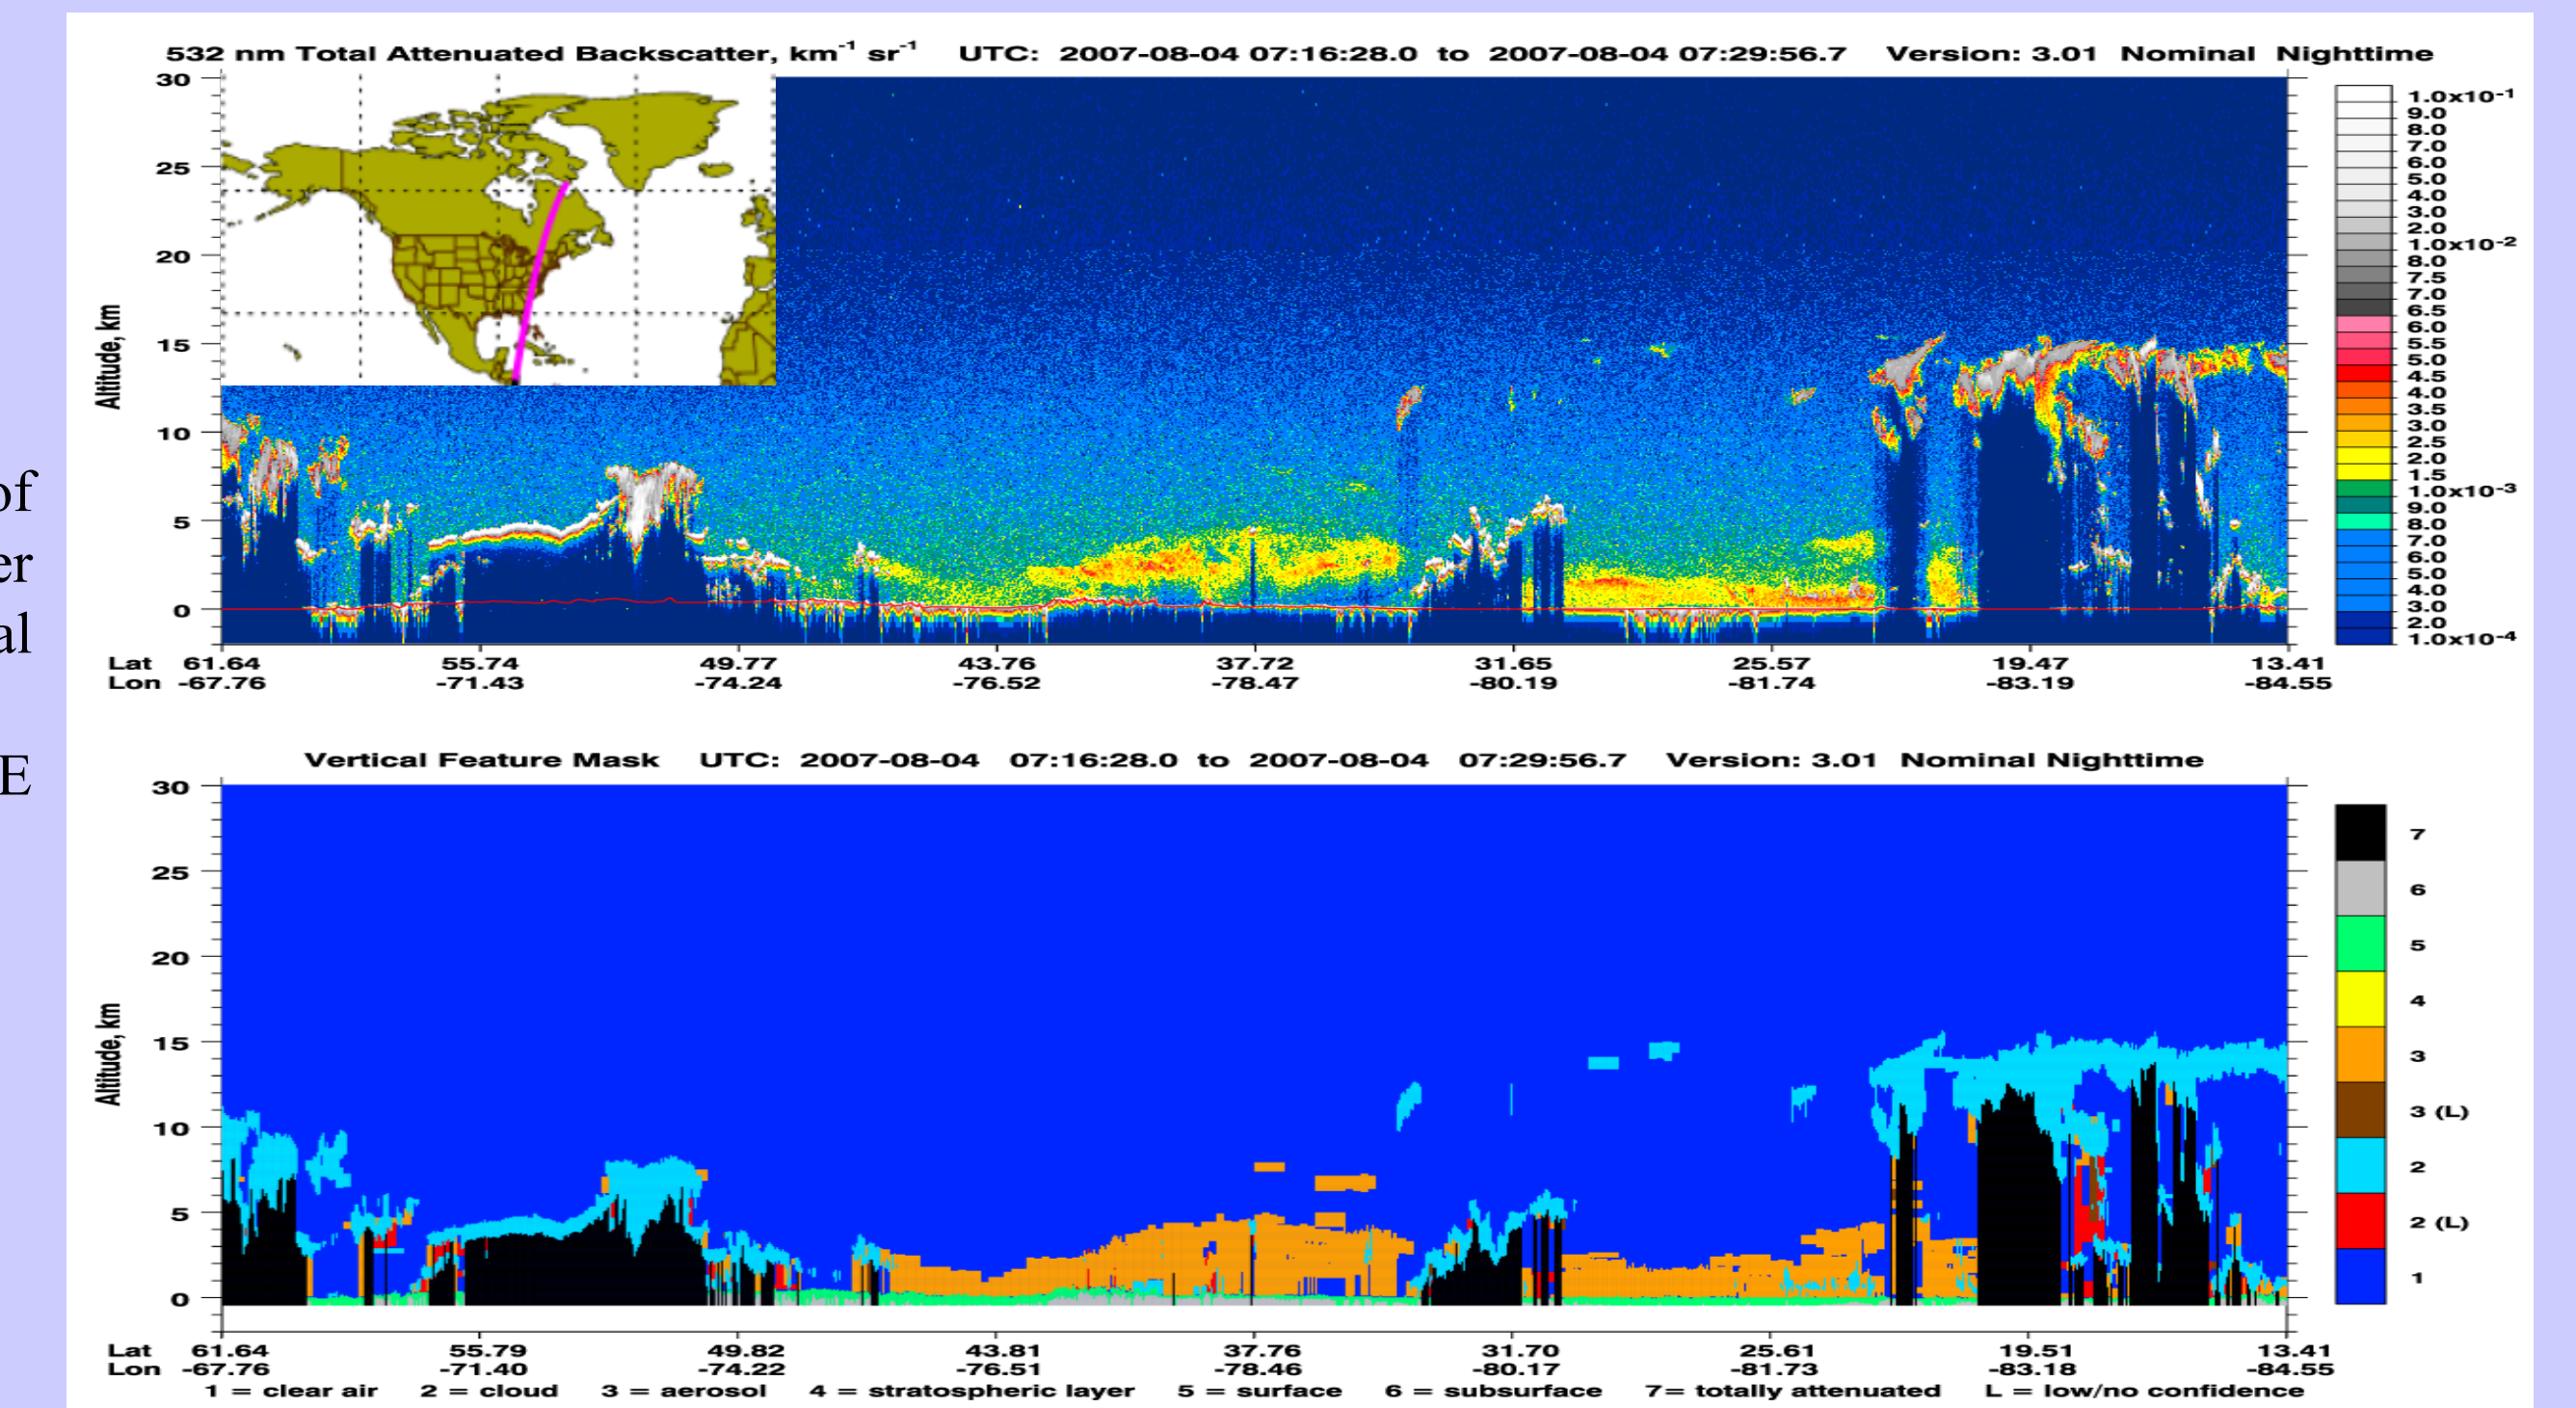 of
er
al
E
532 nm Total Attenuated Backscatter, km-1 sr-1 UTC: 2007-08-04 07:16:28.0 to 2007-08-04 07:29:56.7 Version: 3.01 Nominal Nighttime
Altitude, km
30
25
20
15
10
5
0
1.0x10-1
9.0
8.0
7.0
6.0
5.0
4.0
3.0
2.0
1.0x10-2
8.0
7.5
7.0
6.5
6.0
5.5
5.0
4.5
4.0
3.5
3.0
2.5
2.0
1.5
1.0x10-3
9.0
8.0
7.0
6.0
5.0
4.0
3.0
2.0
1.0x10-4
Lat 61.64 55.74 49.77 43.76 37.72 31.65 25.57 19.47 13.41
Lon -67.76 -71.43 -74.24 -76.52 -78.47 -80.19 -81.74 -83.19 -84.55
Vertical Feature Mask UTC: 2007-08-04 07:16:28.0 to 2007-08-04 07:29:56.7 Version: 3.01 Nominal Nighttime
Altitude, km
30
25
20
15
10
5
0
7
6
5
4
3
3 (L)
2
2 (L)
1
Lat 61.64 55.79 49.82 43.81 37.76 31.70 25.61 19.51 13.41
Lon -67.76 -71.40 -74.22 -76.51 -78.46 -80.17 -81.73 -83.18 -84.55
1 = clear air 2 = cloud 3 = aerosol 4 = stratospheric layer 5 = surface 6 = subsurface 7= totally attenuated L = low/no confidence